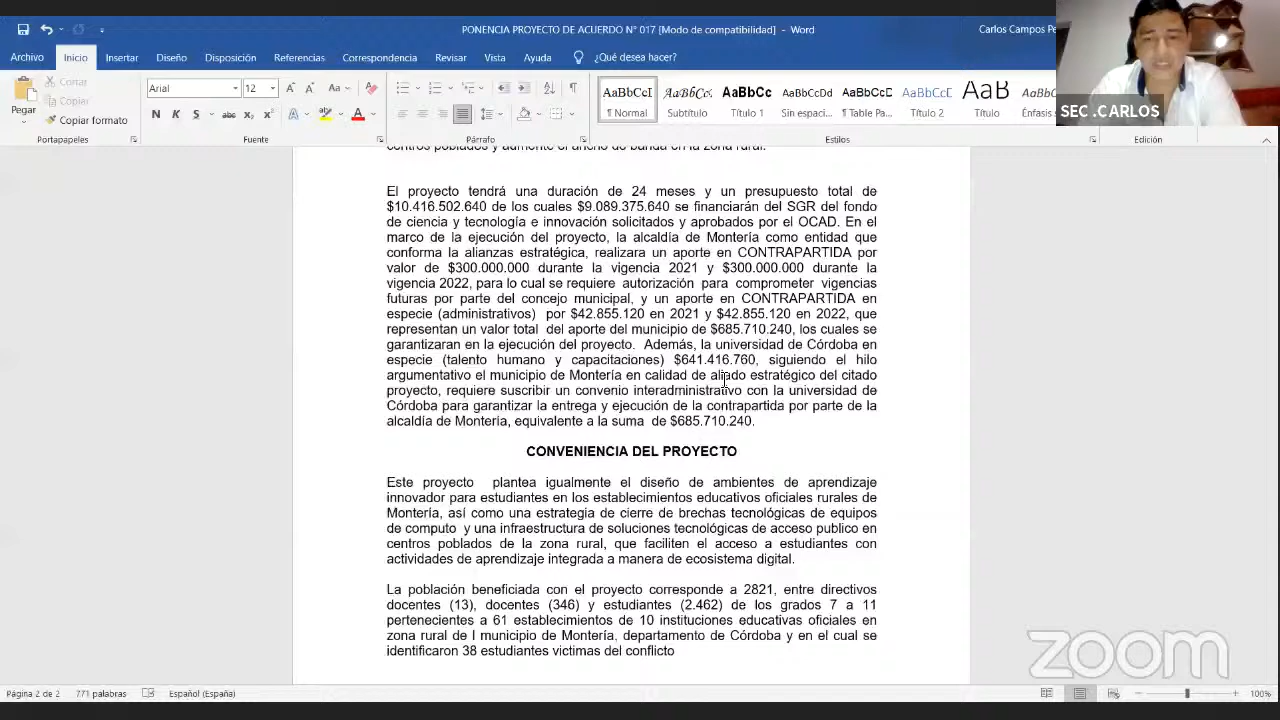 PONENCIA PROYECTO DE ACUERDO N° 017 [Modo de compatibilidad] - Word
Carlos Campos Pe
Archivo Inicio Insertar Diseño Disposición Referencias Correspondencia Revisar Vista Ayuda ¿Qué desea hacer?
Pegar
Cortar
Copiar
Copiar formato
Portapapeles
Arial 12
N K S abc x₂ x²
Fuente
Párrafo
AaBbCcI AaBbCc. AaBbCc AaBbCcDd AaBbCcD AaBbCcI AaB AaBbCc
¶ Normal Subtítulo Título 1 Sin espaci... ¶ Table Pa... Título 2 Título Énfasis
Estilos
Edición
SEC .CARLOS
centros poblados y aumente el ancho de banda en la zona rural.
El proyecto tendrá una duración de 24 meses y un presupuesto total de
$10.416.502.640 de los cuales $9.089.375.640 se financiarán del SGR del fondo
de ciencia y tecnología e innovación solicitados y aprobados por el OCAD. En el
marco de la ejecución del proyecto, la alcaldía de Montería como entidad que
conforma la alianzas estratégica, realizara un aporte en CONTRAPARTIDA por
valor de $300.000.000 durante la vigencia 2021 y $300.000.000 durante la
vigencia 2022, para lo cual se requiere autorización para comprometer vigencias
futuras por parte del concejo municipal, y un aporte en CONTRAPARTIDA en
especie (administrativos) por $42.855.120 en 2021 y $42.855.120 en 2022, que
representan un valor total del aporte del municipio de $685.710.240, los cuales se
garantizaran en la ejecución del proyecto. Además, la universidad de Córdoba en
especie (talento humano y capacitaciones) $641.416.760, siguiendo el hilo
argumentativo el municipio de Montería en calidad de aliado estratégico del citado
proyecto, requiere suscribir un convenio interadministrativo con la universidad de
Córdoba para garantizar la entrega y ejecución de la contrapartida por parte de la
alcaldía de Montería, equivalente a la suma de $685.710.240.
CONVENIENCIA DEL PROYECTO
Este proyecto plantea igualmente el diseño de ambientes de aprendizaje
innovador para estudiantes en los establecimientos educativos oficiales rurales de
Montería, así como una estrategia de cierre de brechas tecnológicas de equipos
de computo y una infraestructura de soluciones tecnológicas de acceso publico en
centros poblados de la zona rural, que faciliten el acceso a estudiantes con
actividades de aprendizaje integrada a manera de ecosistema digital.
La población beneficiada con el proyecto corresponde a 2821, entre directivos
docentes (13), docentes (346) y estudiantes (2.462) de los grados 7 a 11
pertenecientes a 61 establecimientos de 10 instituciones educativas oficiales en
zona rural de l municipio de Montería, departamento de Córdoba y en el cual se
identificaron 38 estudiantes victimas del conflicto
zoom
Página 2 de 2 771 palabras Español (España) 100%